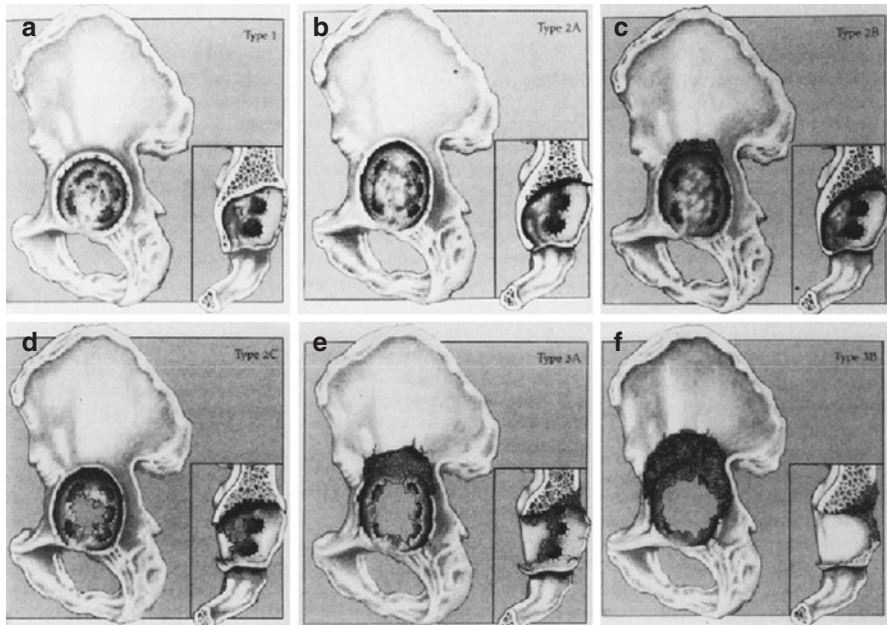 a
Type 1
b
Type 2A
c
Type 2B
d
Type 2C
e
Type 3A
f
Type 3B